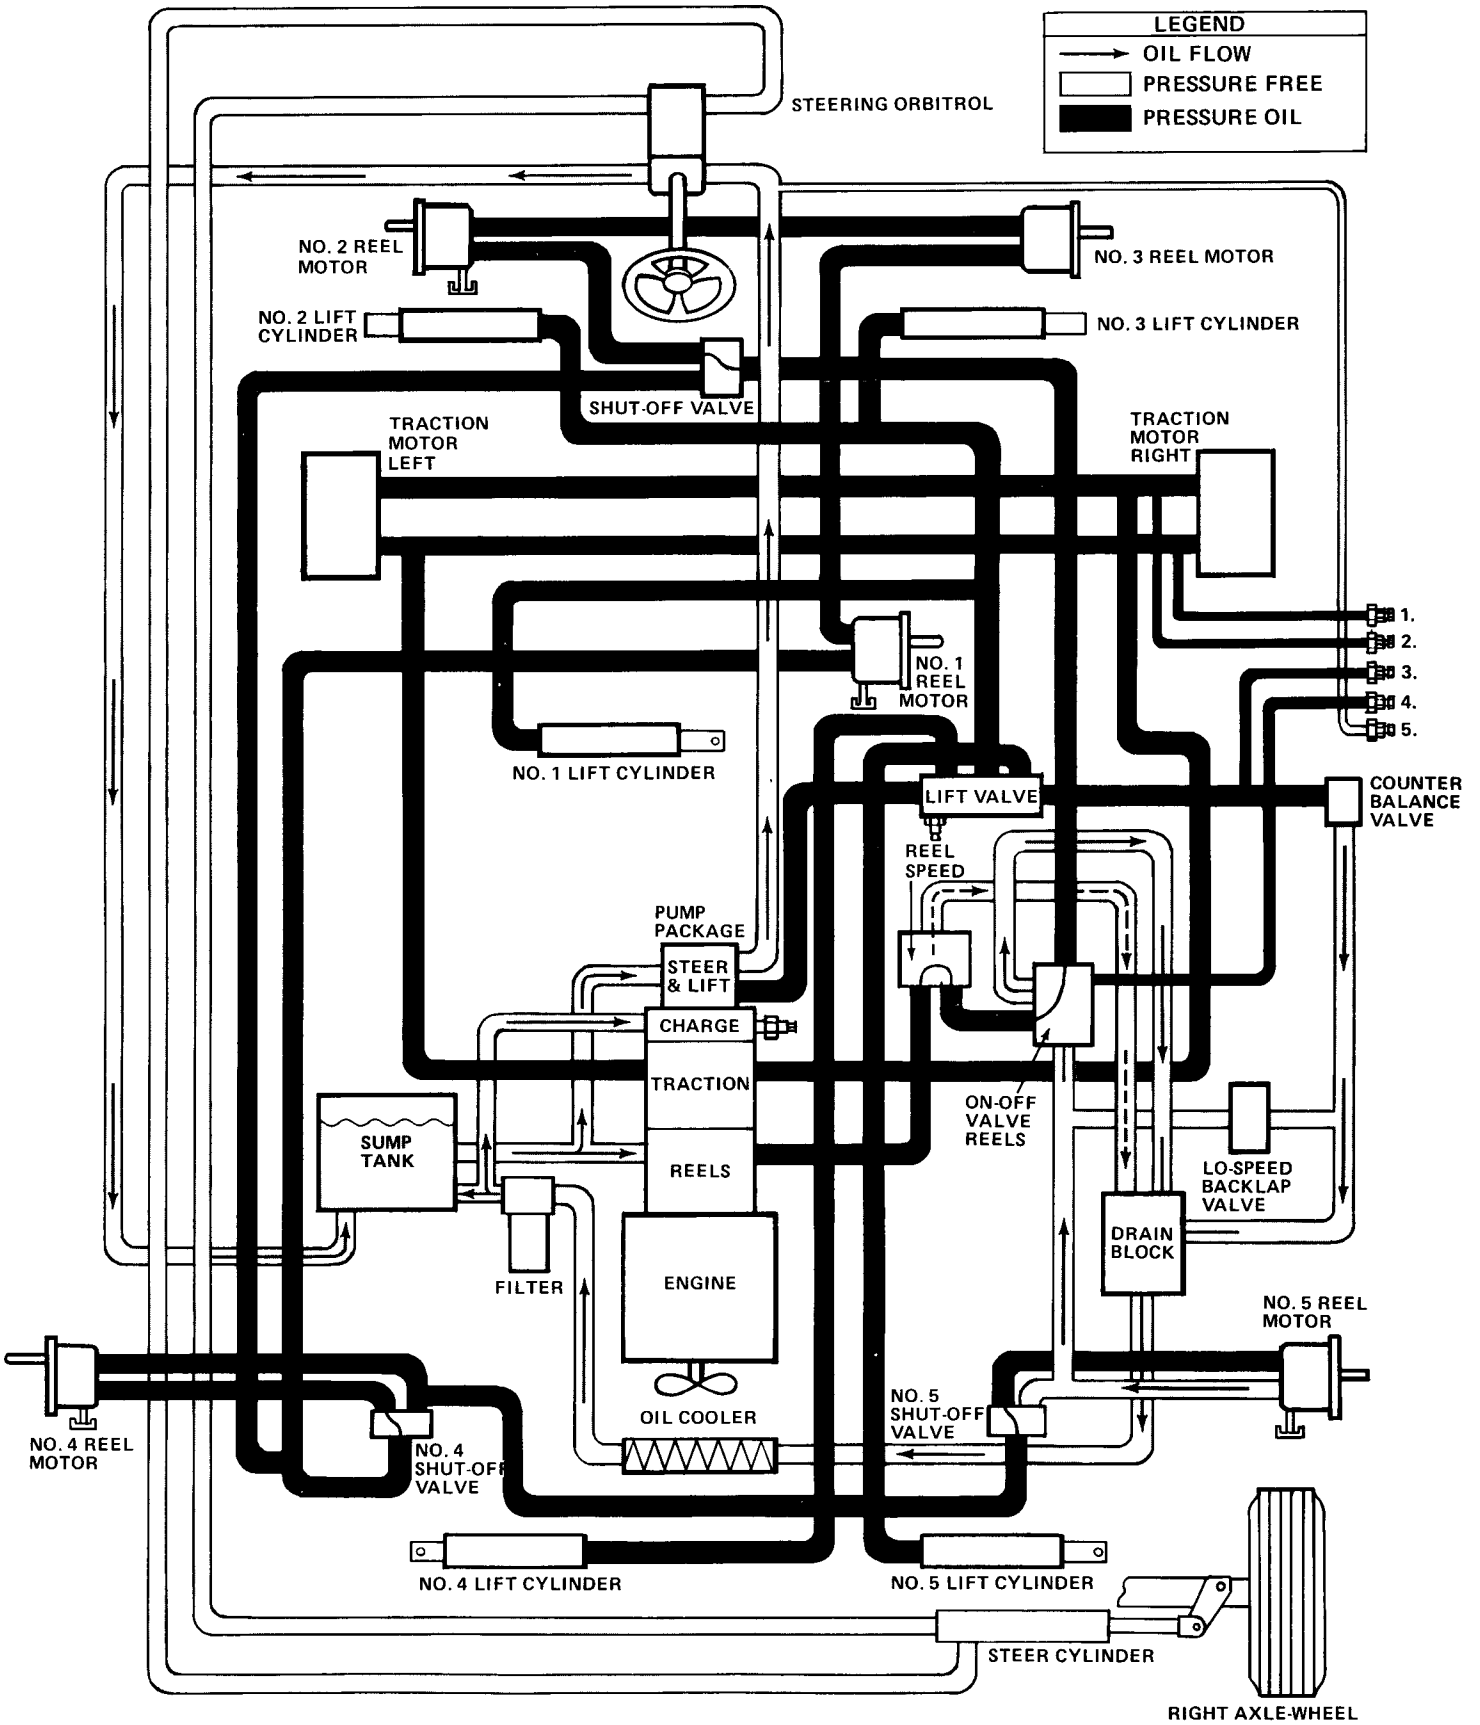 LEGEND
OIL FLOW
PRESSURE FREE
PRESSURE OIL
STEERING ORBITROL
NO. 2 REEL
MOTOR
NO. 3 REEL MOTOR
NO. 2 LIFT
CYLINDER
NO. 3 LIFT CYLINDER
SHUT-OFF VALVE
TRACTION
MOTOR
LEFT
TRACTION
MOTOR
RIGHT
1.
2.
3.
4.
5.
NO. 1
REEL
MOTOR
NO. 1 LIFT CYLINDER
LIFT VALVE
COUNTER
BALANCE
VALVE
REEL
SPEED
PUMP
PACKAGE
STEER
& LIFT
CHARGE
TRACTION
REELS
ON-OFF
VALVE
REELS
SUMP
TANK
LO-SPEED
BACKLAP
VALVE
DRAIN
BLOCK
FILTER
ENGINE
NO. 5 REEL
MOTOR
OIL COOLER
NO. 5
SHUT-OFF
VALVE
NO. 4 REEL
MOTOR
NO. 4
SHUT-OFF
VALVE
NO. 4 LIFT CYLINDER
NO. 5 LIFT CYLINDER
STEER CYLINDER
RIGHT AXLE-WHEEL